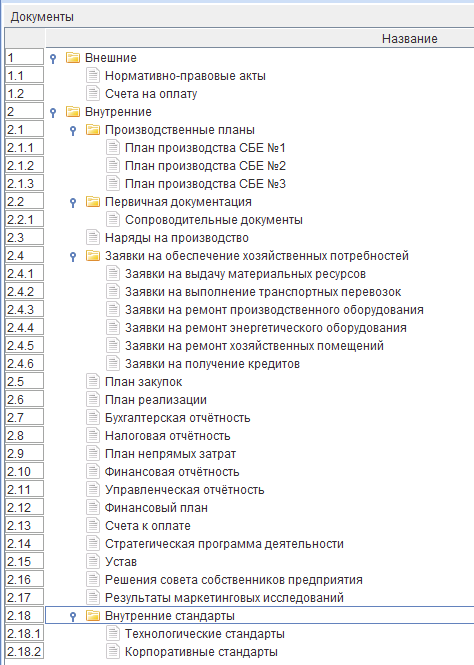 Документы
Название
1 Внешние
1.1 Нормативно-правовые акты
1.2 Счета на оплату
2 Внутренние
2.1 Производственные планы
2.1.1 План производства СБЕ №1
2.1.2 План производства СБЕ №2
2.1.3 План производства СБЕ №3
2.2 Первичная документация
2.2.1 Сопроводительные документы
2.3 Наряды на производство
2.4 Заявки на обеспечение хозяйственных потребностей
2.4.1 Заявки на выдачу материальных ресурсов
2.4.2 Заявки на выполнение транспортных перевозок
2.4.3 Заявки на ремонт производственного оборудования
2.4.4 Заявки на ремонт энергетического оборудования
2.4.5 Заявки на ремонт хозяйственных помещений
2.4.6 Заявки на получение кредитов
2.5 План закупок
2.6 План реализации
2.7 Бухгалтерская отчётность
2.8 Налоговая отчётность
2.9 План непрямых затрат
2.10 Финансовая отчётность
2.11 Управленческая отчётность
2.12 Финансовый план
2.13 Счета к оплате
2.14 Стратегическая программа деятельности
2.15 Устав
2.16 Решения совета собственников предприятия
2.17 Результаты маркетинговых исследований
2.18 Внутренние стандарты
2.18.1 Технологические стандарты
2.18.2 Корпоративные стандарты